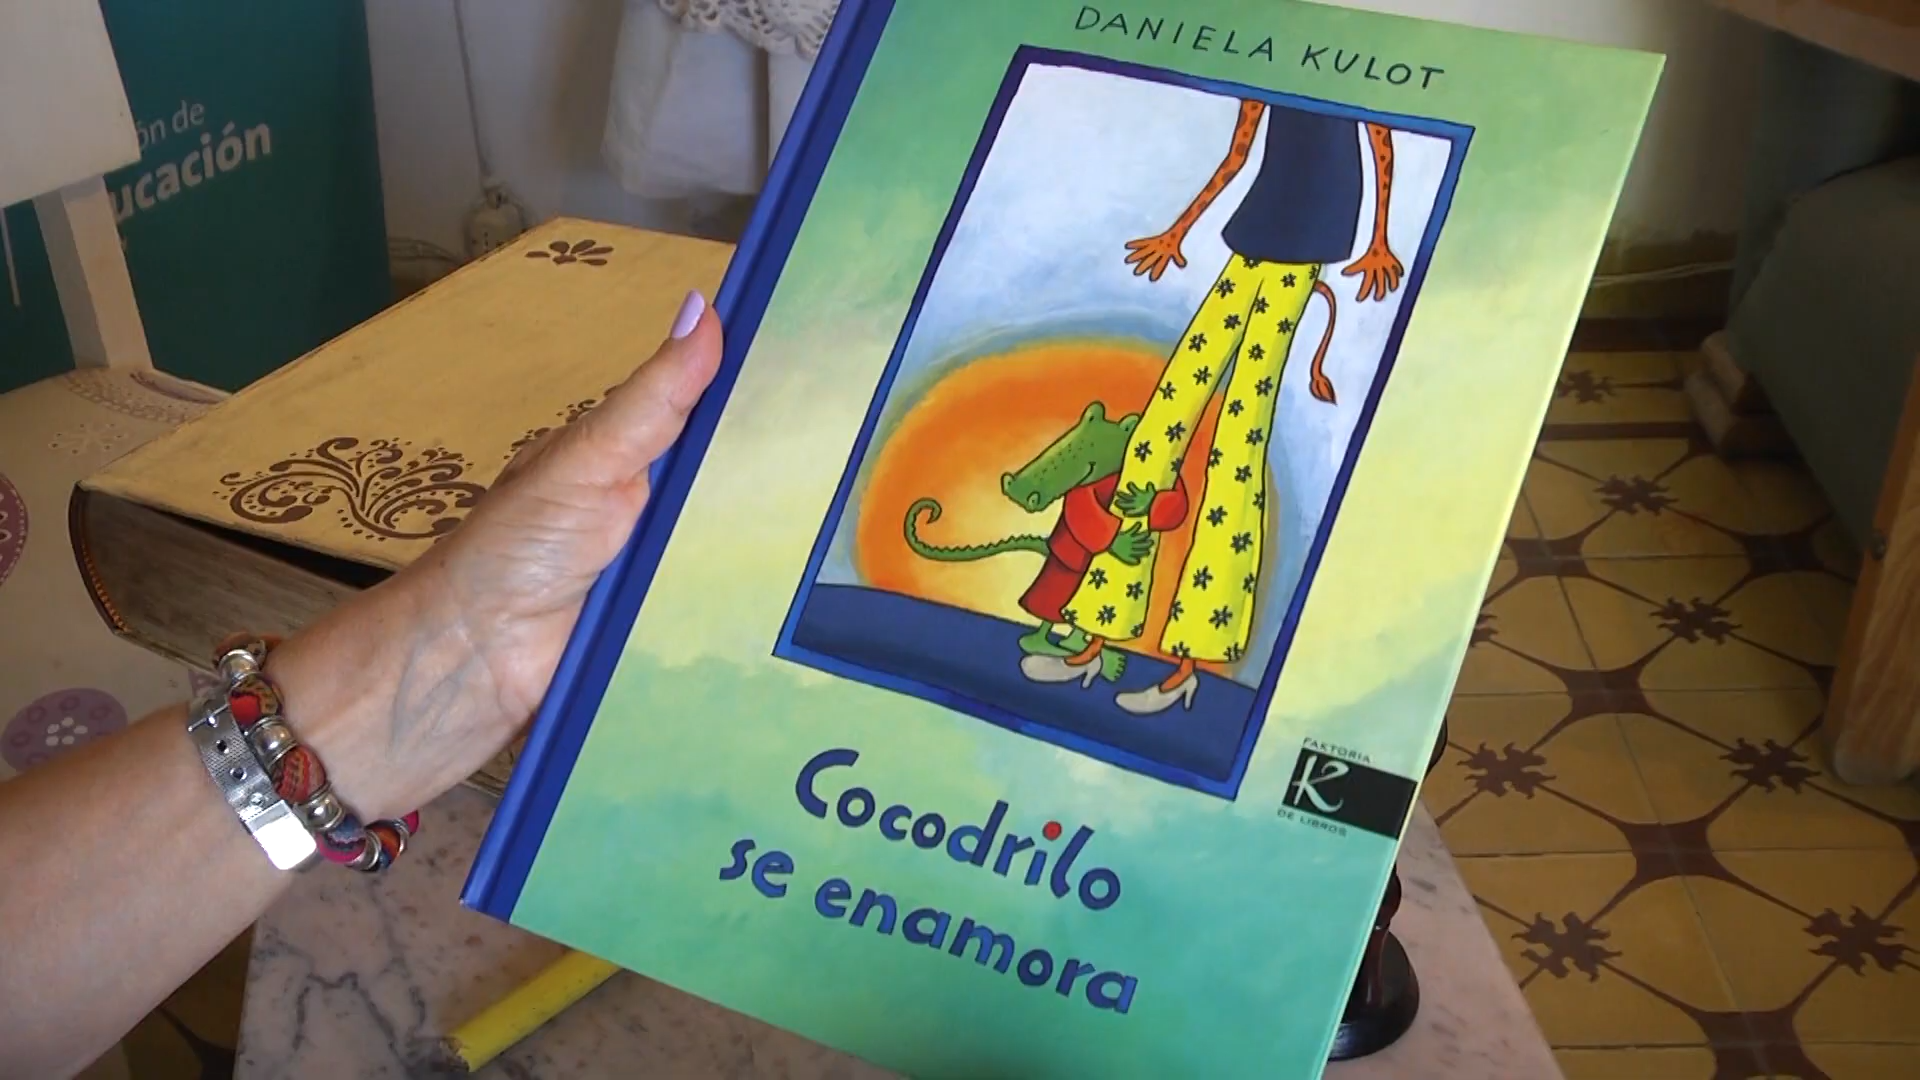 DANIELA KULOT
Cocodrilo
se enamora
FAKTORIA
K
DE LIBROS
ón de
ucación